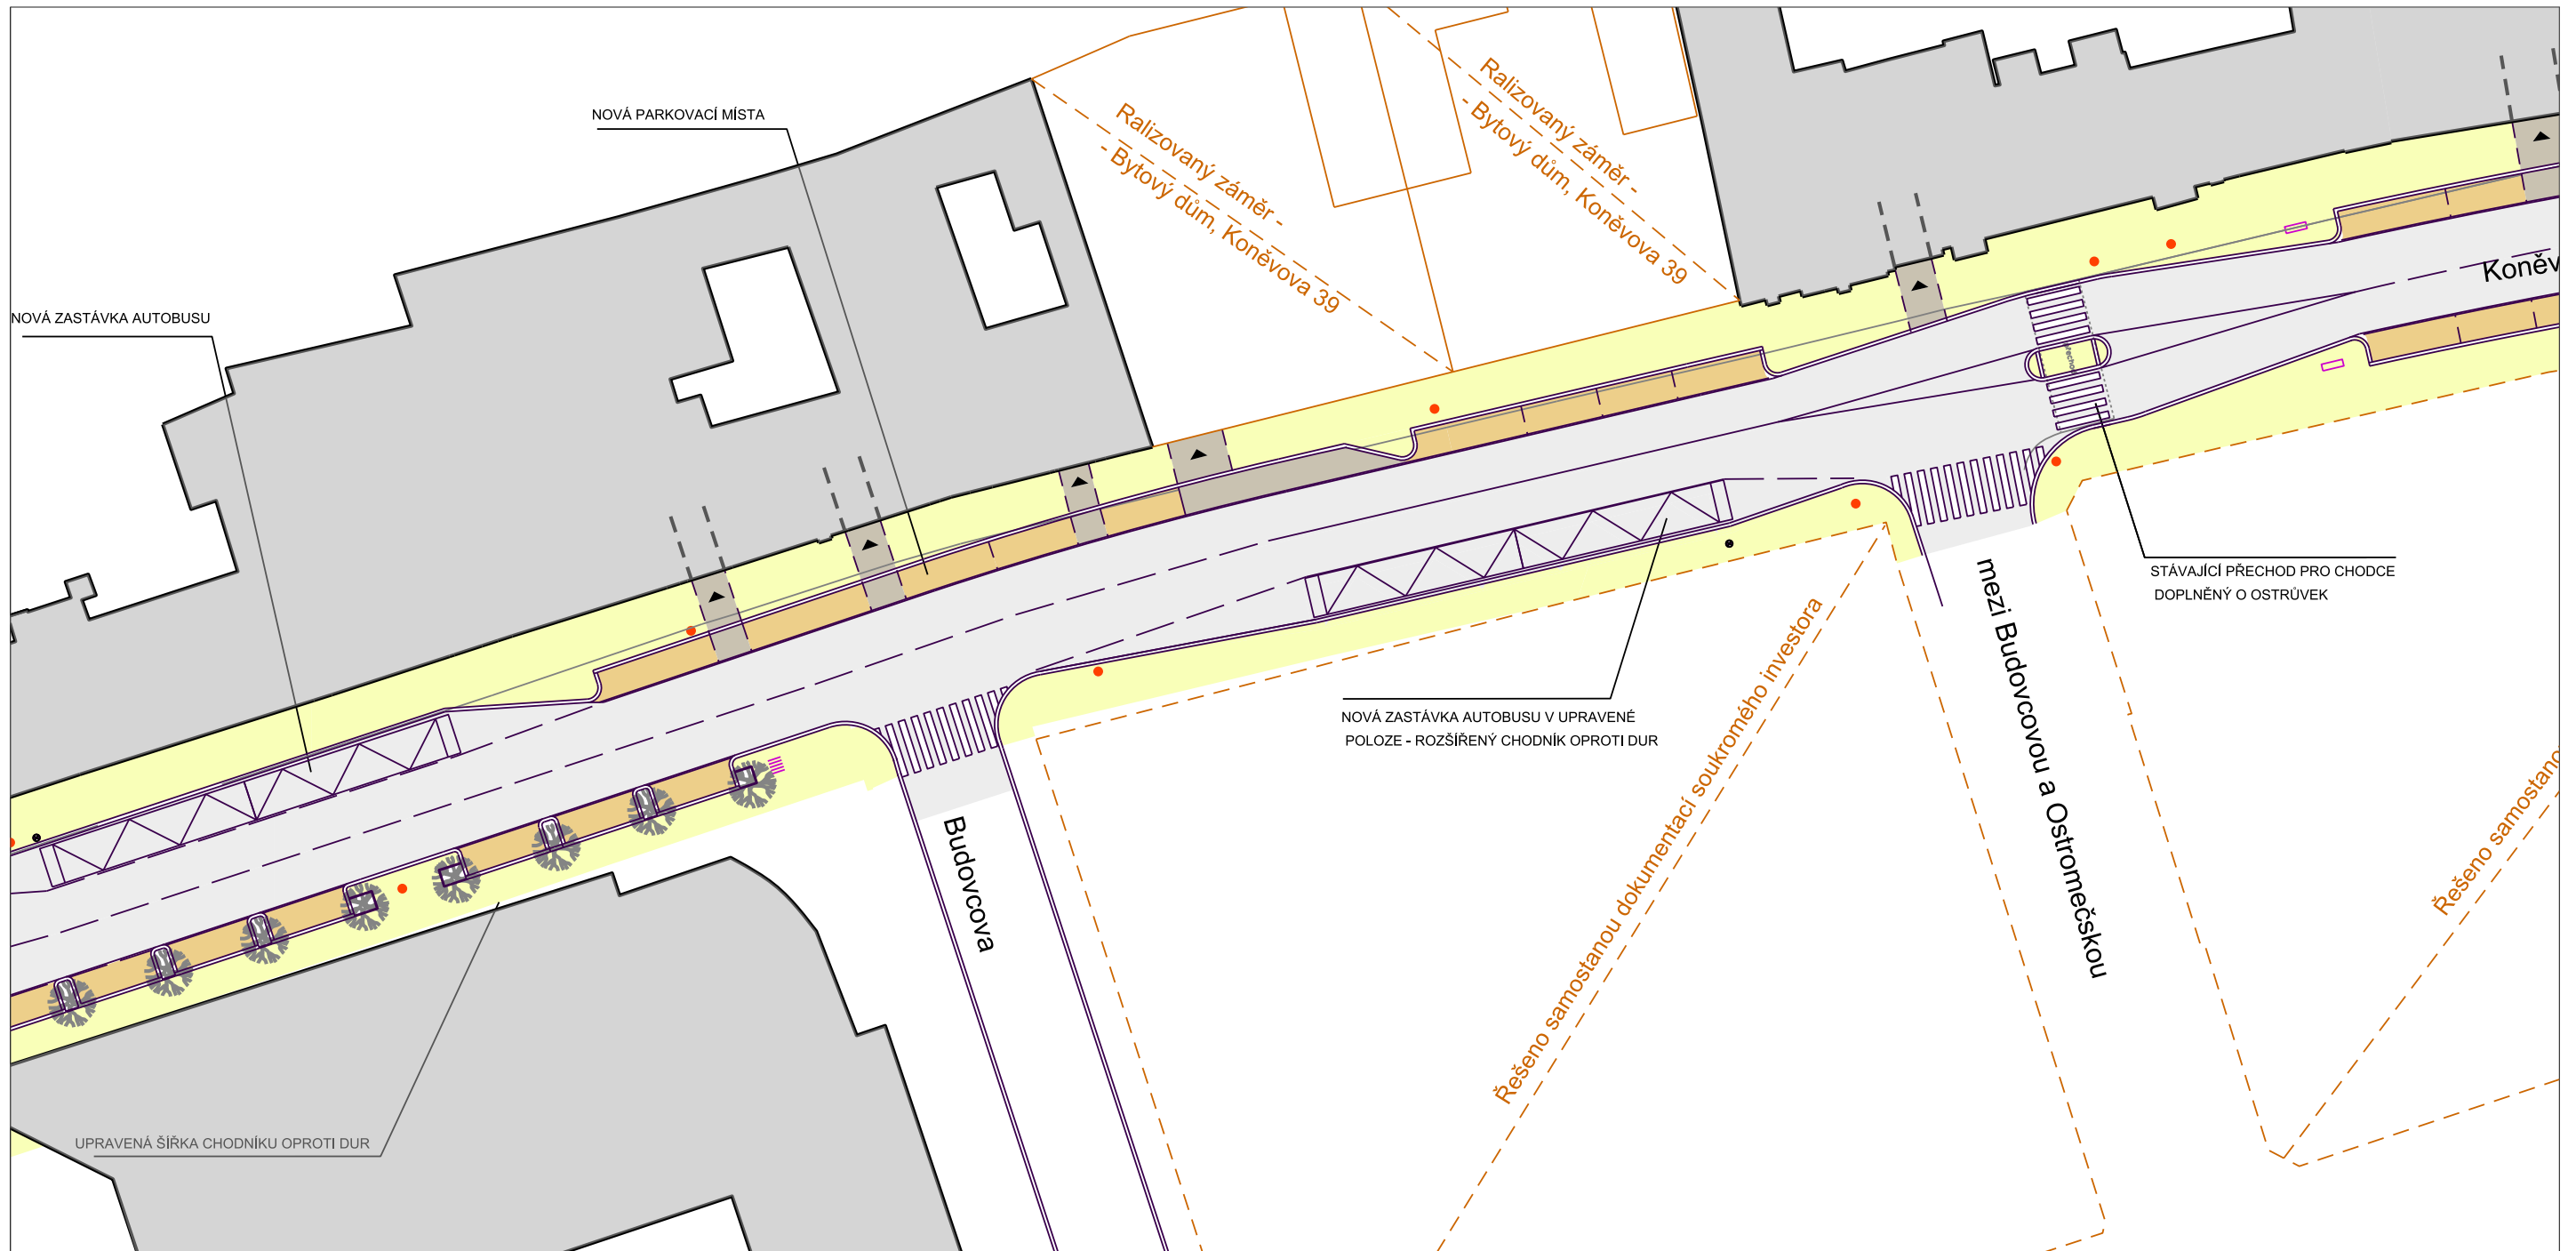 NOVÁ PARKOVACÍ MÍSTA
Ralizovaný záměr -
- Bytový dům, Koněvova 39
Ralizovaný záměr -
- Bytový dům, Koněvova 39
Koněv
NOVÁ ZASTÁVKA AUTOBUSU
STÁVAJÍCÍ PŘECHOD PRO CHODCE
DOPLNĚNÝ O OSTRŮVEK
NOVÁ ZASTÁVKA AUTOBUSU V UPRAVENÉ
POLOZE - ROZŠÍŘENÝ CHODNÍK OPROTI DUR
mezi Budovcovou a Ostromečskou
Budovcova
Řešeno samostanou dokumentací soukromého investora
Řešeno samostano
UPRAVENÁ ŠÍŘKA CHODNÍKU OPROTI DUR